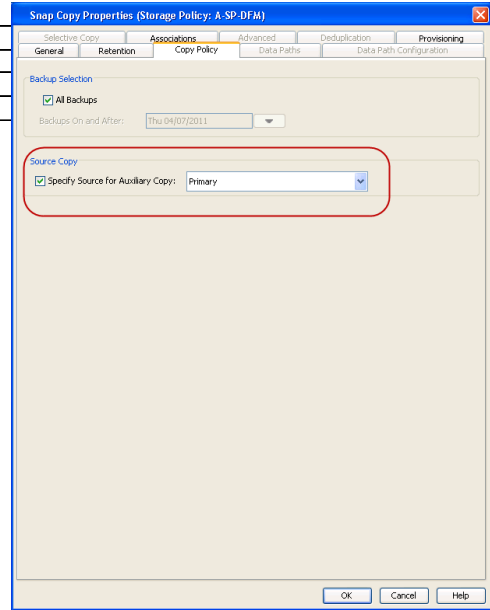 Snap Copy Properties (Storage Policy: A-SP-DFM)
Selective Copy Associations Advanced Deduplication Provisioning
General Retention Copy Policy Data Paths Data Path Configuration
Backup Selection
All Backups
Backups On and After: Thu 04/07/2011
Source Copy
Specify Source for Auxiliary Copy: Primary
OK Cancel Help